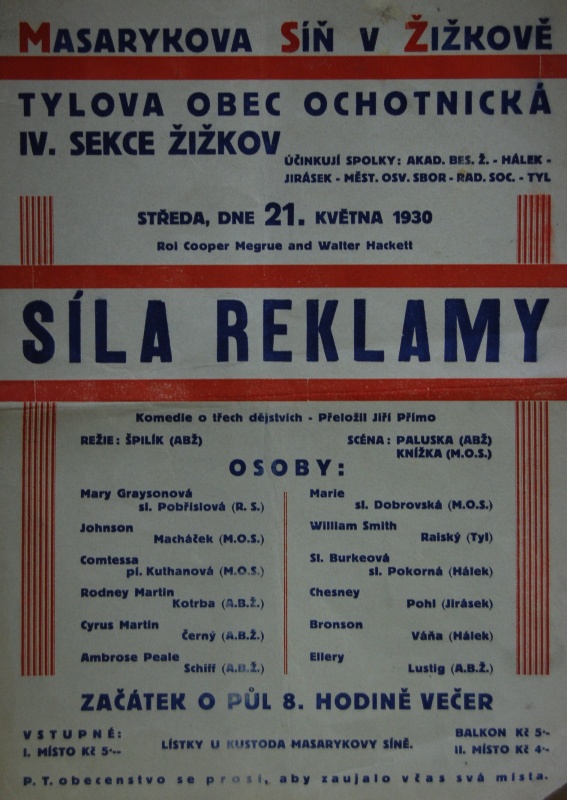 MASARYKOVA SÍŇ V ŽIŽKOVĚ
TYLOVA OBEC OCHOTNICKÁ
IV. SEKCE ŽIŽKOV
ÚČINKUJÍ SPOLKY: AKAD. BES. Ž. - HÁLEK -
JIRÁSEK - MĚST. OSV. SBOR - RAD. SOC. - TYL
STŘEDA, DNE 21. KVĚTNA 1930
Roi Cooper Megrue and Walter Hackett
SÍLA REKLAMY
Komedie o třech dějstvích - Přeložil Jiří Přímo
REŽIE: ŠPILÍK (ABŽ)
SCÉNA: PALUSKA (ABŽ)
KNÍŽKA (M.O.S.)
OSOBY:
Mary Graysonová
sl. Pobříslová (R. S.)
Johnson
Macháček (M.O.S.)
Comtessa
pí. Kuthanová (M.O.S.)
Rodney Martin
Kotrba (A.B.Ž.)
Cyrus Martin
Černý (A.B.Ž.)
Ambrose Peale
Schiff (A.B.Ž.)
Marie
sl. Dobrovská (M.O.S.)
William Smith
Raiský (Tyl)
Sl. Burkeová
sl. Pokorná (Hálek)
Chesney
Pohl (Jirásek)
Bronson
Váňa (Hálek)
Ellery
Lustig (A.B.Ž.)
ZAČÁTEK O PŮL 8. HODINĚ VEČER
VSTUPNÉ:
I. MÍSTO KČ 5·--
LÍSTKY U KUSTODA MASARYKOVY SÍNĚ.
BALKON KČ 5·-
II. MÍSTO KČ 4·-
P. T. obecenstvo se prosí, aby zaujalo včas svá místa.